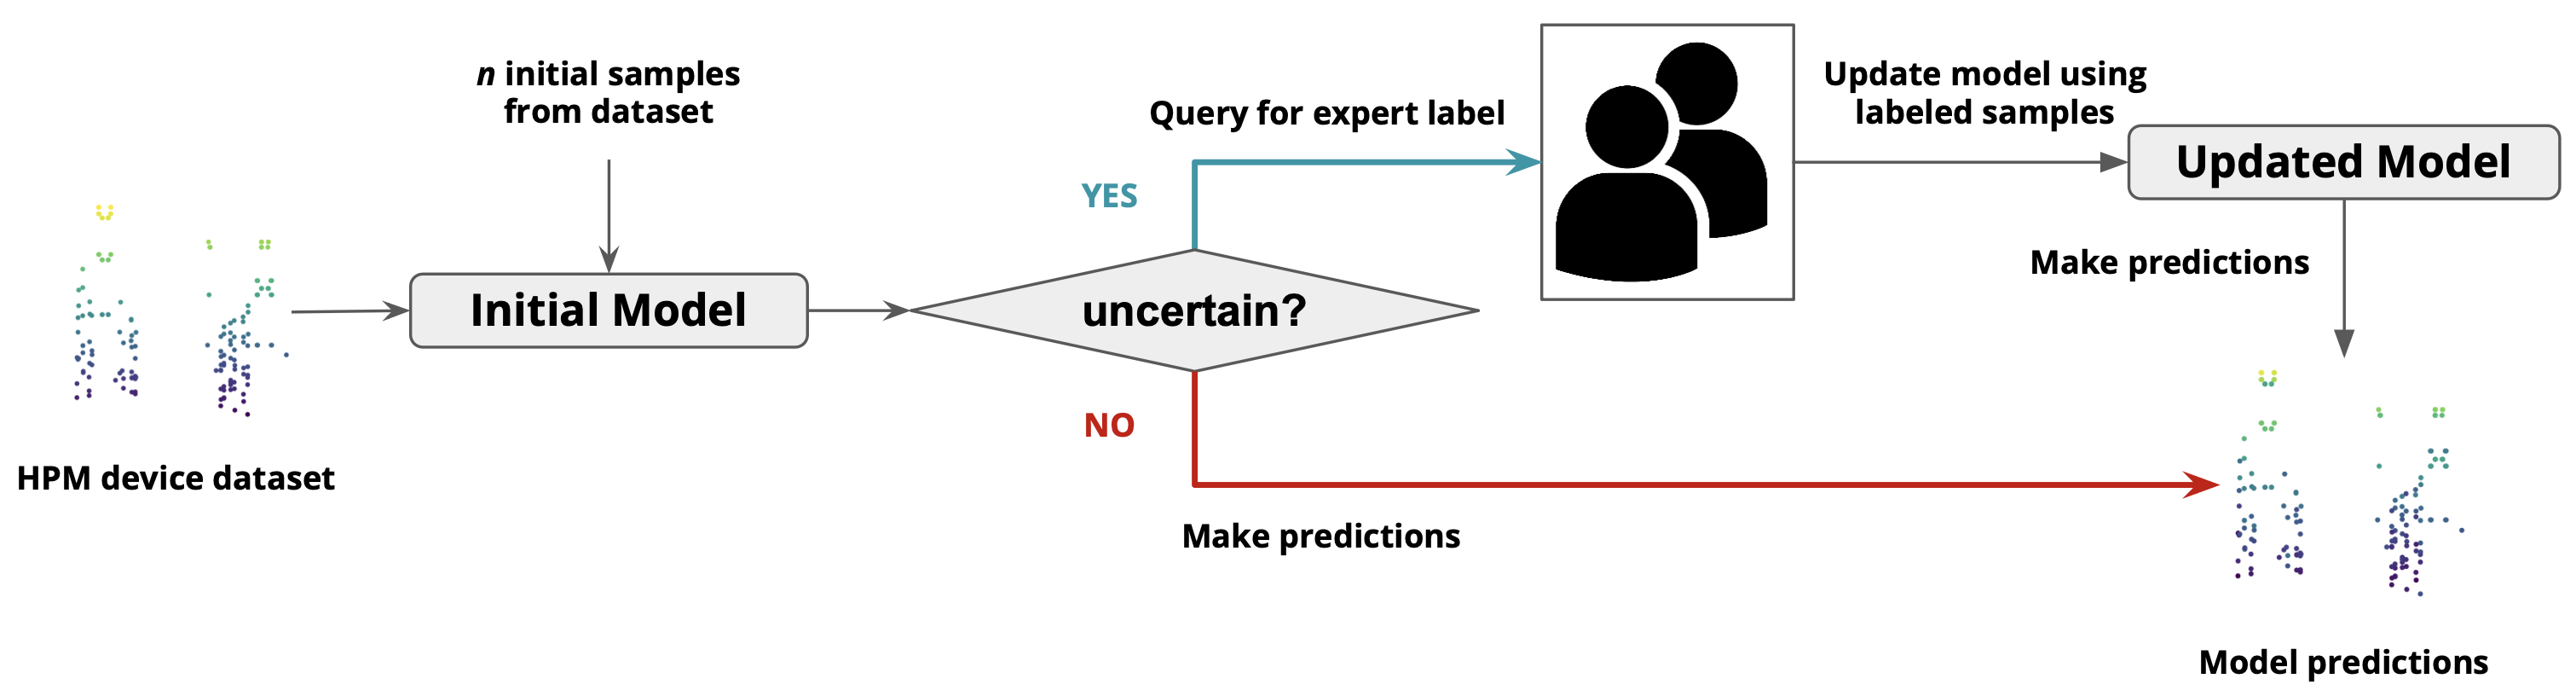 n initial samples
from dataset
HPM device dataset
Initial Model
uncertain?
YES
Query for expert label
NO
Make predictions
Update model using
labeled samples
Updated Model
Make predictions
Model predictions